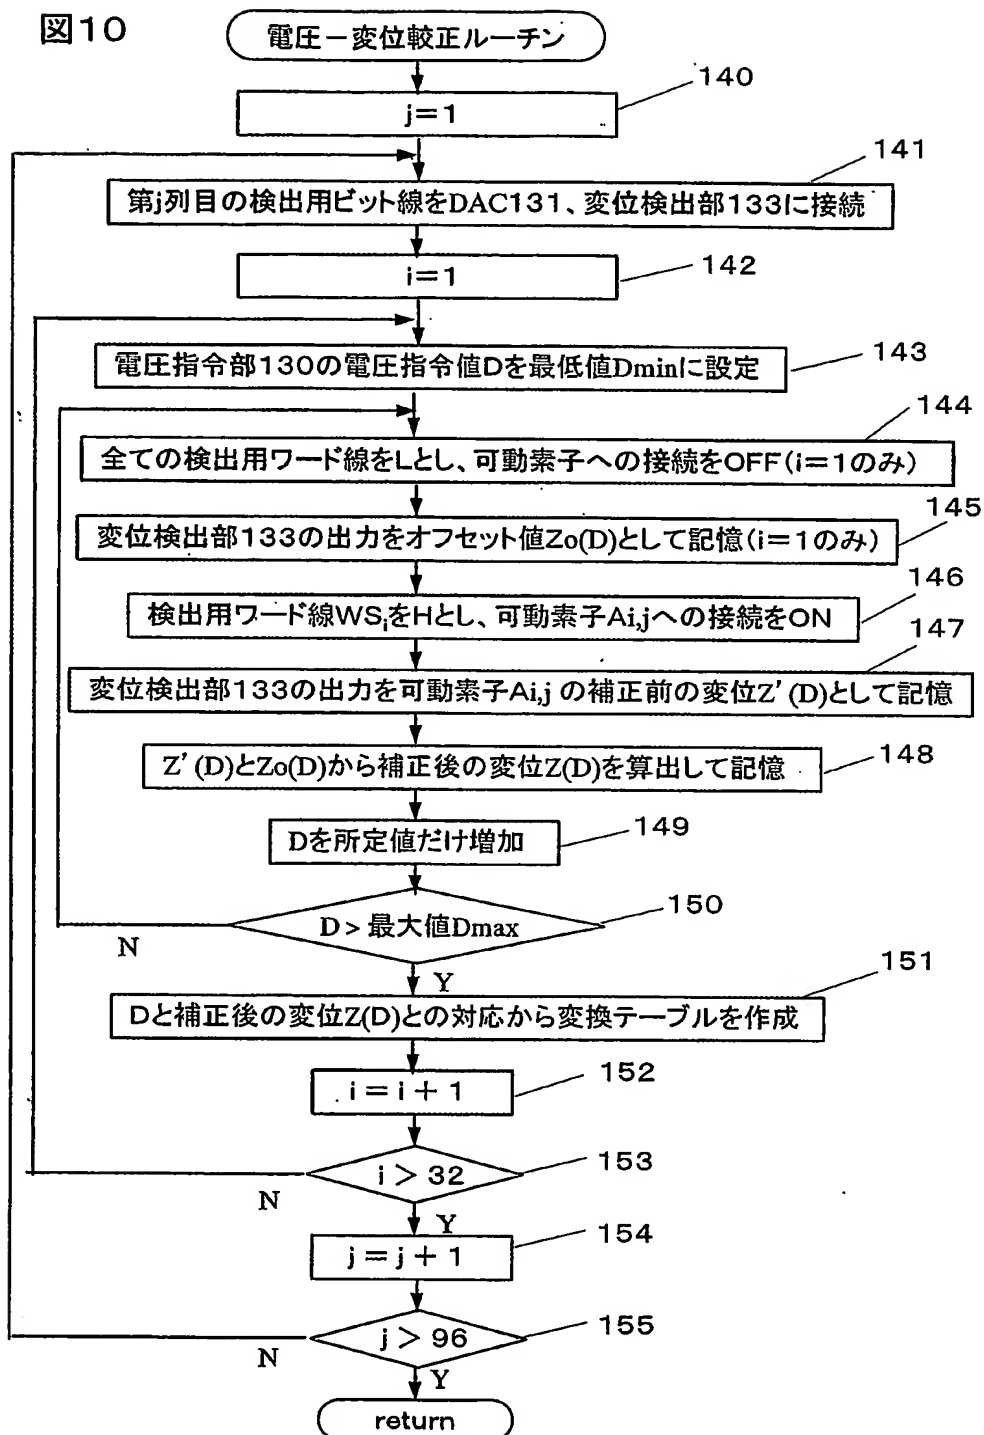 図10
電圧－変位較正ルーチン
140
j＝1
141
第j列目の検出用ビット線をDAC131、変位検出部133に接続
i＝1
142
143
電圧指令部130の電圧指令値Dを最低値Dminに設定
144
全ての検出用ワード線をLとし、可動素子への接続をOFF（i＝1のみ）
145
変位検出部133の出力をオフセット値Zo(D)として記憶（i＝1のみ）
146
検出用ワード線WSiをHとし、可動素子Ai,jへの接続をON
147
変位検出部133の出力を可動素子Ai,j の補正前の変位Z'(D)として記憶
Z'(D)とZo(D)から補正後の変位Z(D)を算出して記憶
148
Dを所定値だけ増加
149
D > 最大値Dmax
150
N
Y
151
Dと補正後の変位Z(D)との対応から変換テーブルを作成
i＝i＋1
152
i＞32
153
N
Y
154
j＝j＋1
j＞96
155
N
Y
return